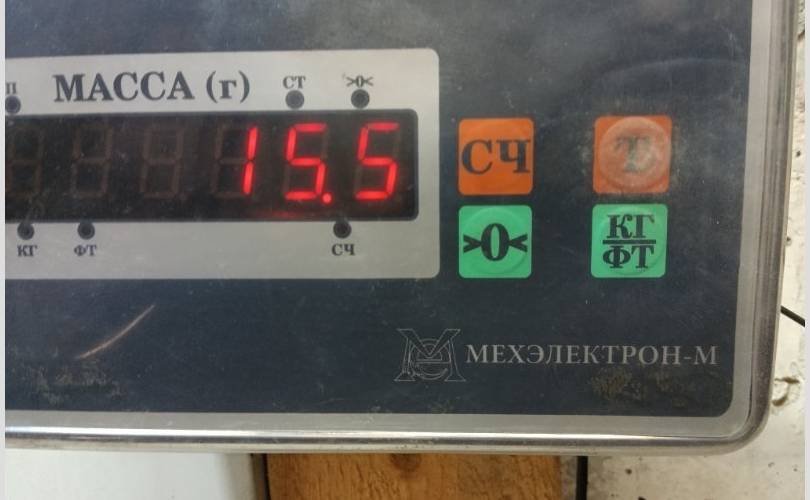 П МАССА (г) СТ >0<
15.5
КГ ФТ СЧ
СЧ Т
>0< КГ/ФТ
МЕХЭЛЕКТРОН-М